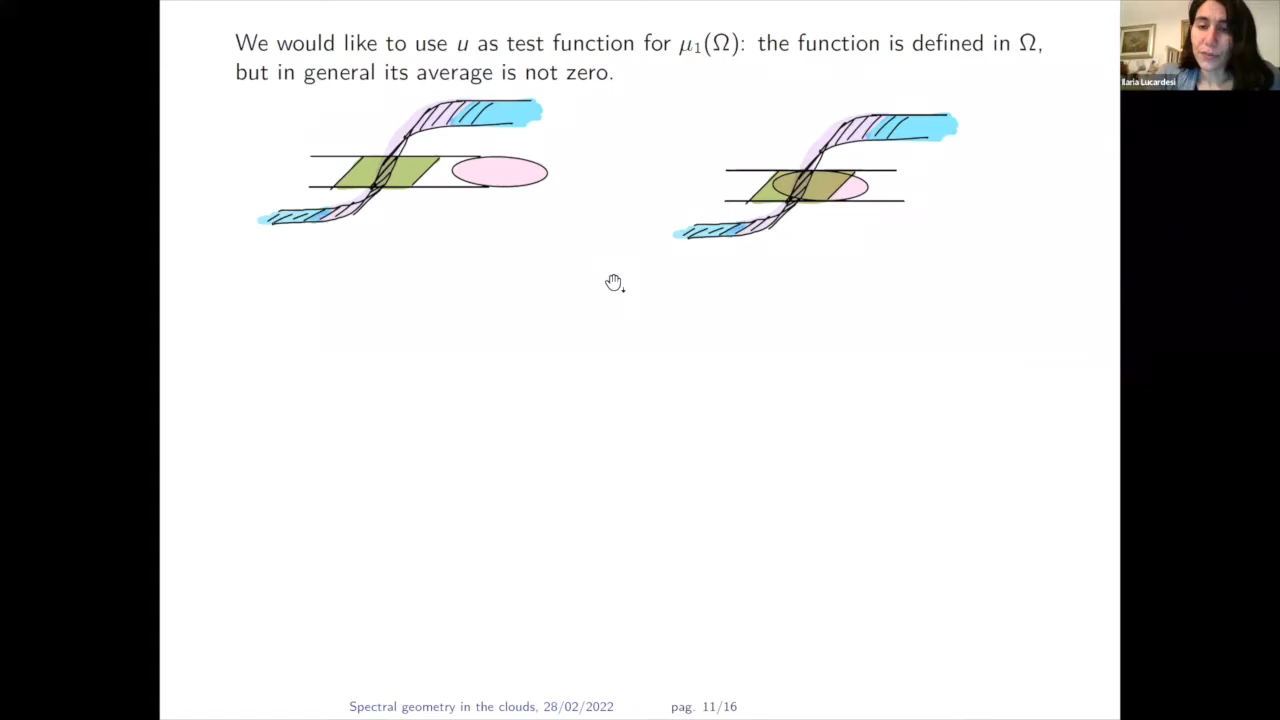 We would like to use u as test function for μ₁(Ω): the function is defined in Ω,
but in general its average is not zero.
Ilaria Lucardesi
Spectral geometry in the clouds, 28/02/2022 pag. 11/16